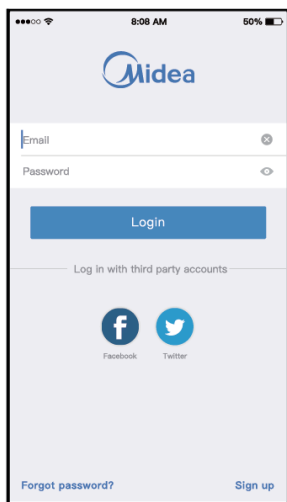 8:08 AM 50%
Midea
Email
Password
Login
Log in with third party accounts
f
Facebook Twitter
Forgot password? Sign up